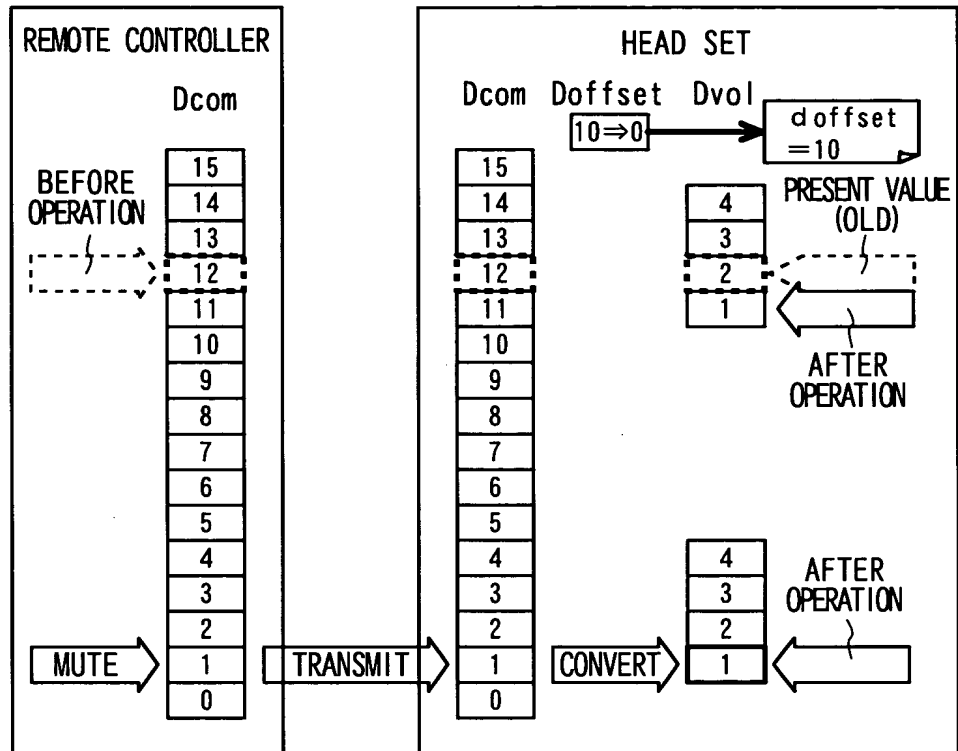 REMOTE CONTROLLER
Dcom
BEFORE
OPERATION
15
14
13
12
11
10
9
8
7
6
5
4
3
2
1
0
MUTE
TRANSMIT
HEAD SET
Dcom Doffset Dvol
10⇒0
doffset
=10
15
14
13
12
11
10
9
8
7
6
5
4
3
2
1
0
4
3
2
1
PRESENT VALUE
(OLD)
AFTER
OPERATION
CONVERT
4
3
2
1
AFTER
OPERATION